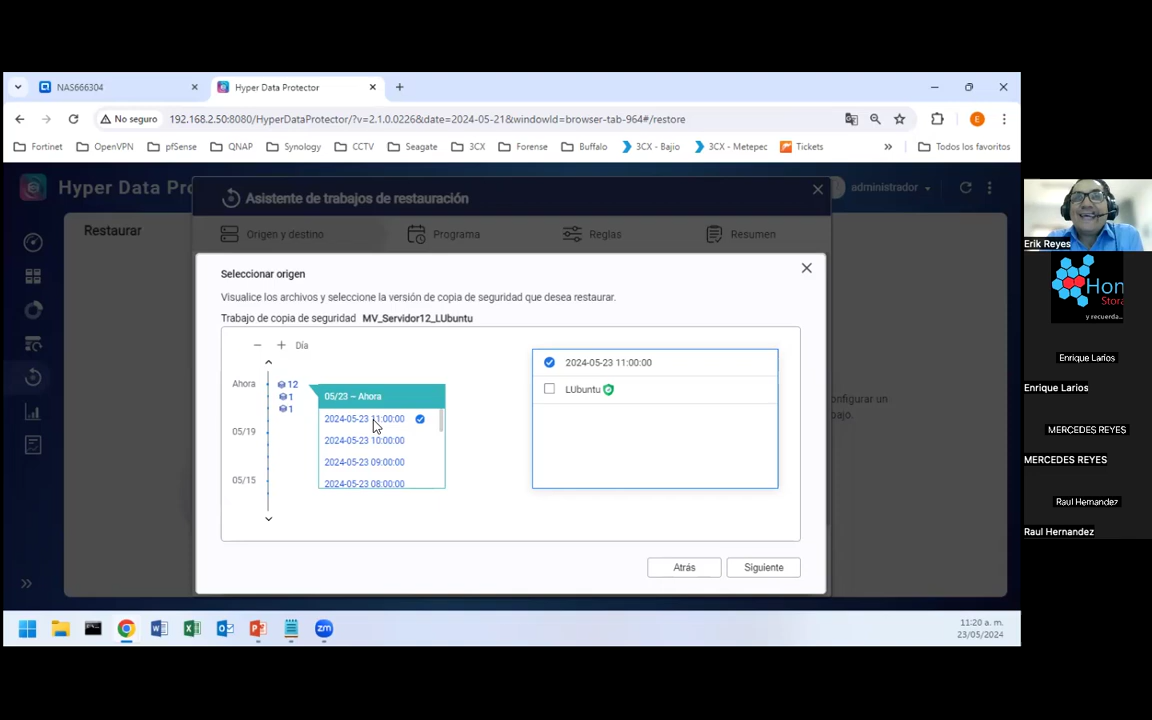 NAS666304
Hyper Data Protector
No seguro
192.168.2.50:8080/HyperDataProtector/?v=2.1.0.0226&date=2024-05-21&windowId=browser-tab-964#/restore
E
Fortinet
OpenVPN
pfSense
QNAP
Synology
CCTV
Seagate
3CX
Forense
Buffalo
3CX - Bajio
3CX - Metepec
Tickets
Todos los favoritos
Hyper Data Pro
Asistente de trabajos de restauración
administrador
Restaurar
Origen y destino
Programa
Reglas
Resumen
Seleccionar origen
Visualice los archivos y seleccione la versión de copia de seguridad que desea restaurar.
Trabajo de copia de seguridad MV_Servidor12_LUbuntu
Día
Ahora
12
1
1
05/19
05/15
05/23 – Ahora
2024-05-23 11:00:00
2024-05-23 10:00:00
2024-05-23 09:00:00
2024-05-23 08:00:00
2024-05-23 11:00:00
LUbuntu
onfigurar un
bajo.
Atrás
Siguiente
zm
11:20 a. m.
23/05/2024
Erik Reyes
Hon
Stora
y recuerda...
Enrique Larios
Enrique Larios
MERCEDES REYES
MERCEDES REYES
Raul Hernandez
Raul Hernandez